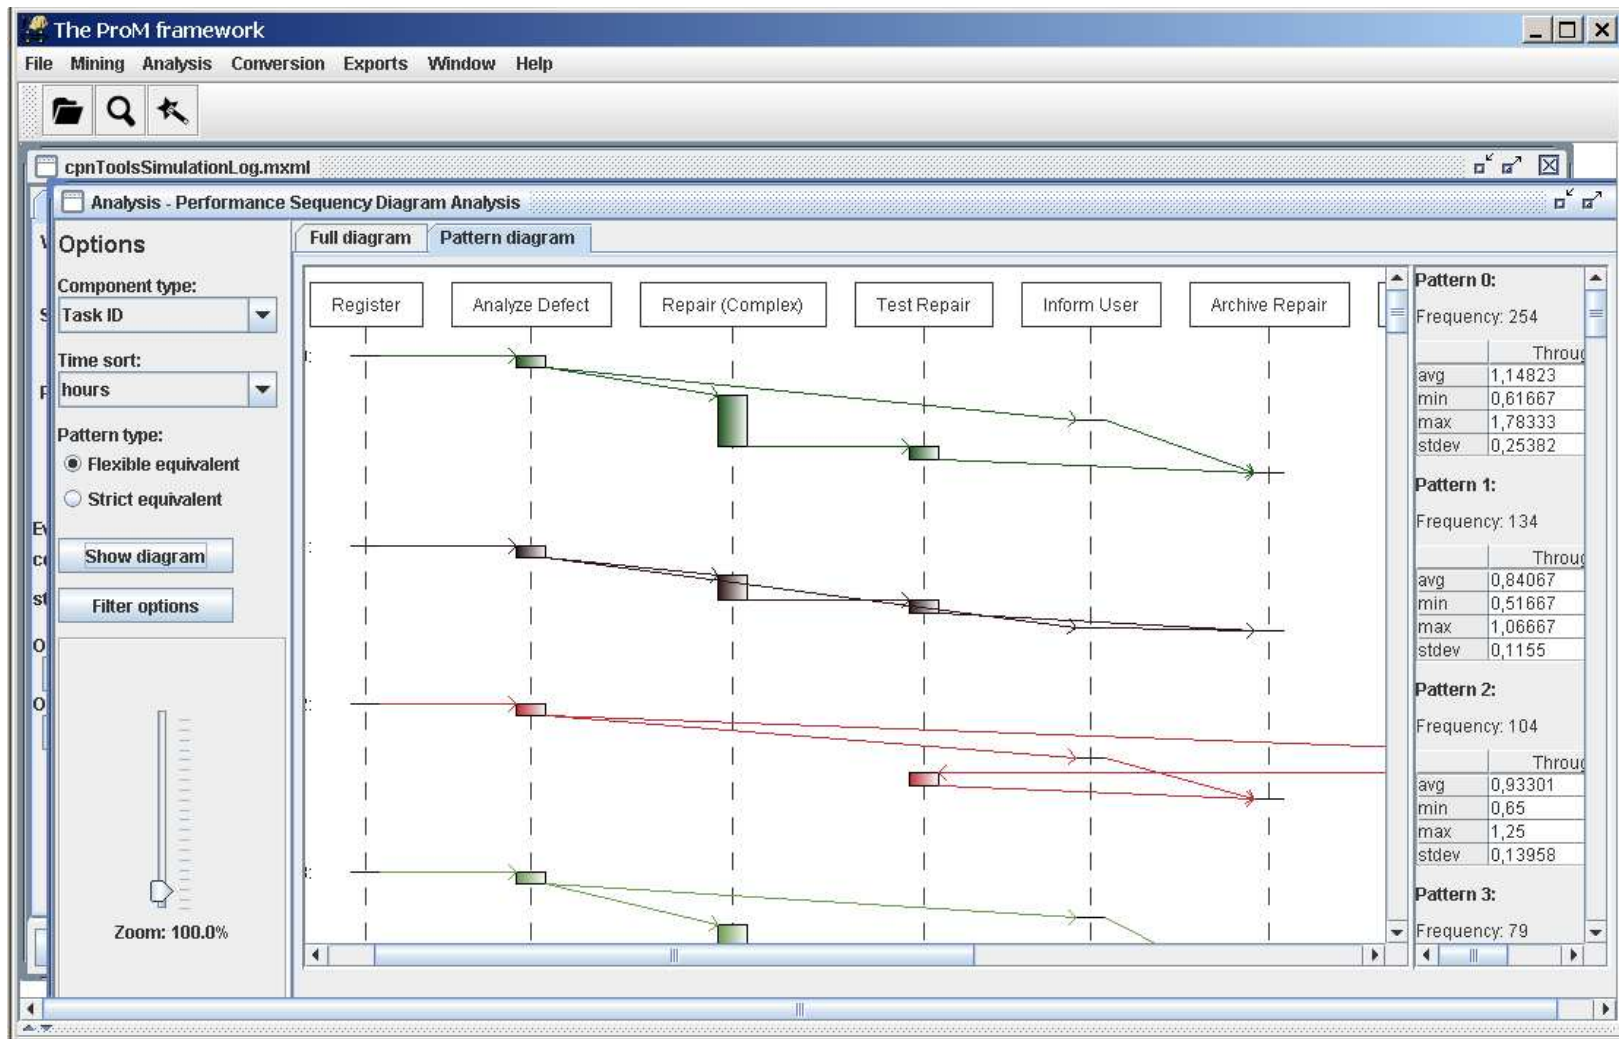 The ProM framework
File Mining Analysis Conversion Exports Window Help
cpnToolsSimulationLog.mxml
Analysis - Performance Sequency Diagram Analysis
Options
Component type:
Task ID
Time sort:
hours
Pattern type:
Flexible equivalent
Strict equivalent
Show diagram
Filter options
Zoom: 100.0%
Full diagram Pattern diagram
Register Analyze Defect Repair (Complex) Test Repair Inform User Archive Repair
Pattern 0:
Frequency: 254
Throug
avg 1,14823
min 0,61667
max 1,78333
stdev 0,25382
Pattern 1:
Frequency: 134
Throug
avg 0,84067
min 0,51667
max 1,06667
stdev 0,1155
Pattern 2:
Frequency: 104
Throug
avg 0,93301
min 0,65
max 1,25
stdev 0,13958
Pattern 3:
Frequency: 79